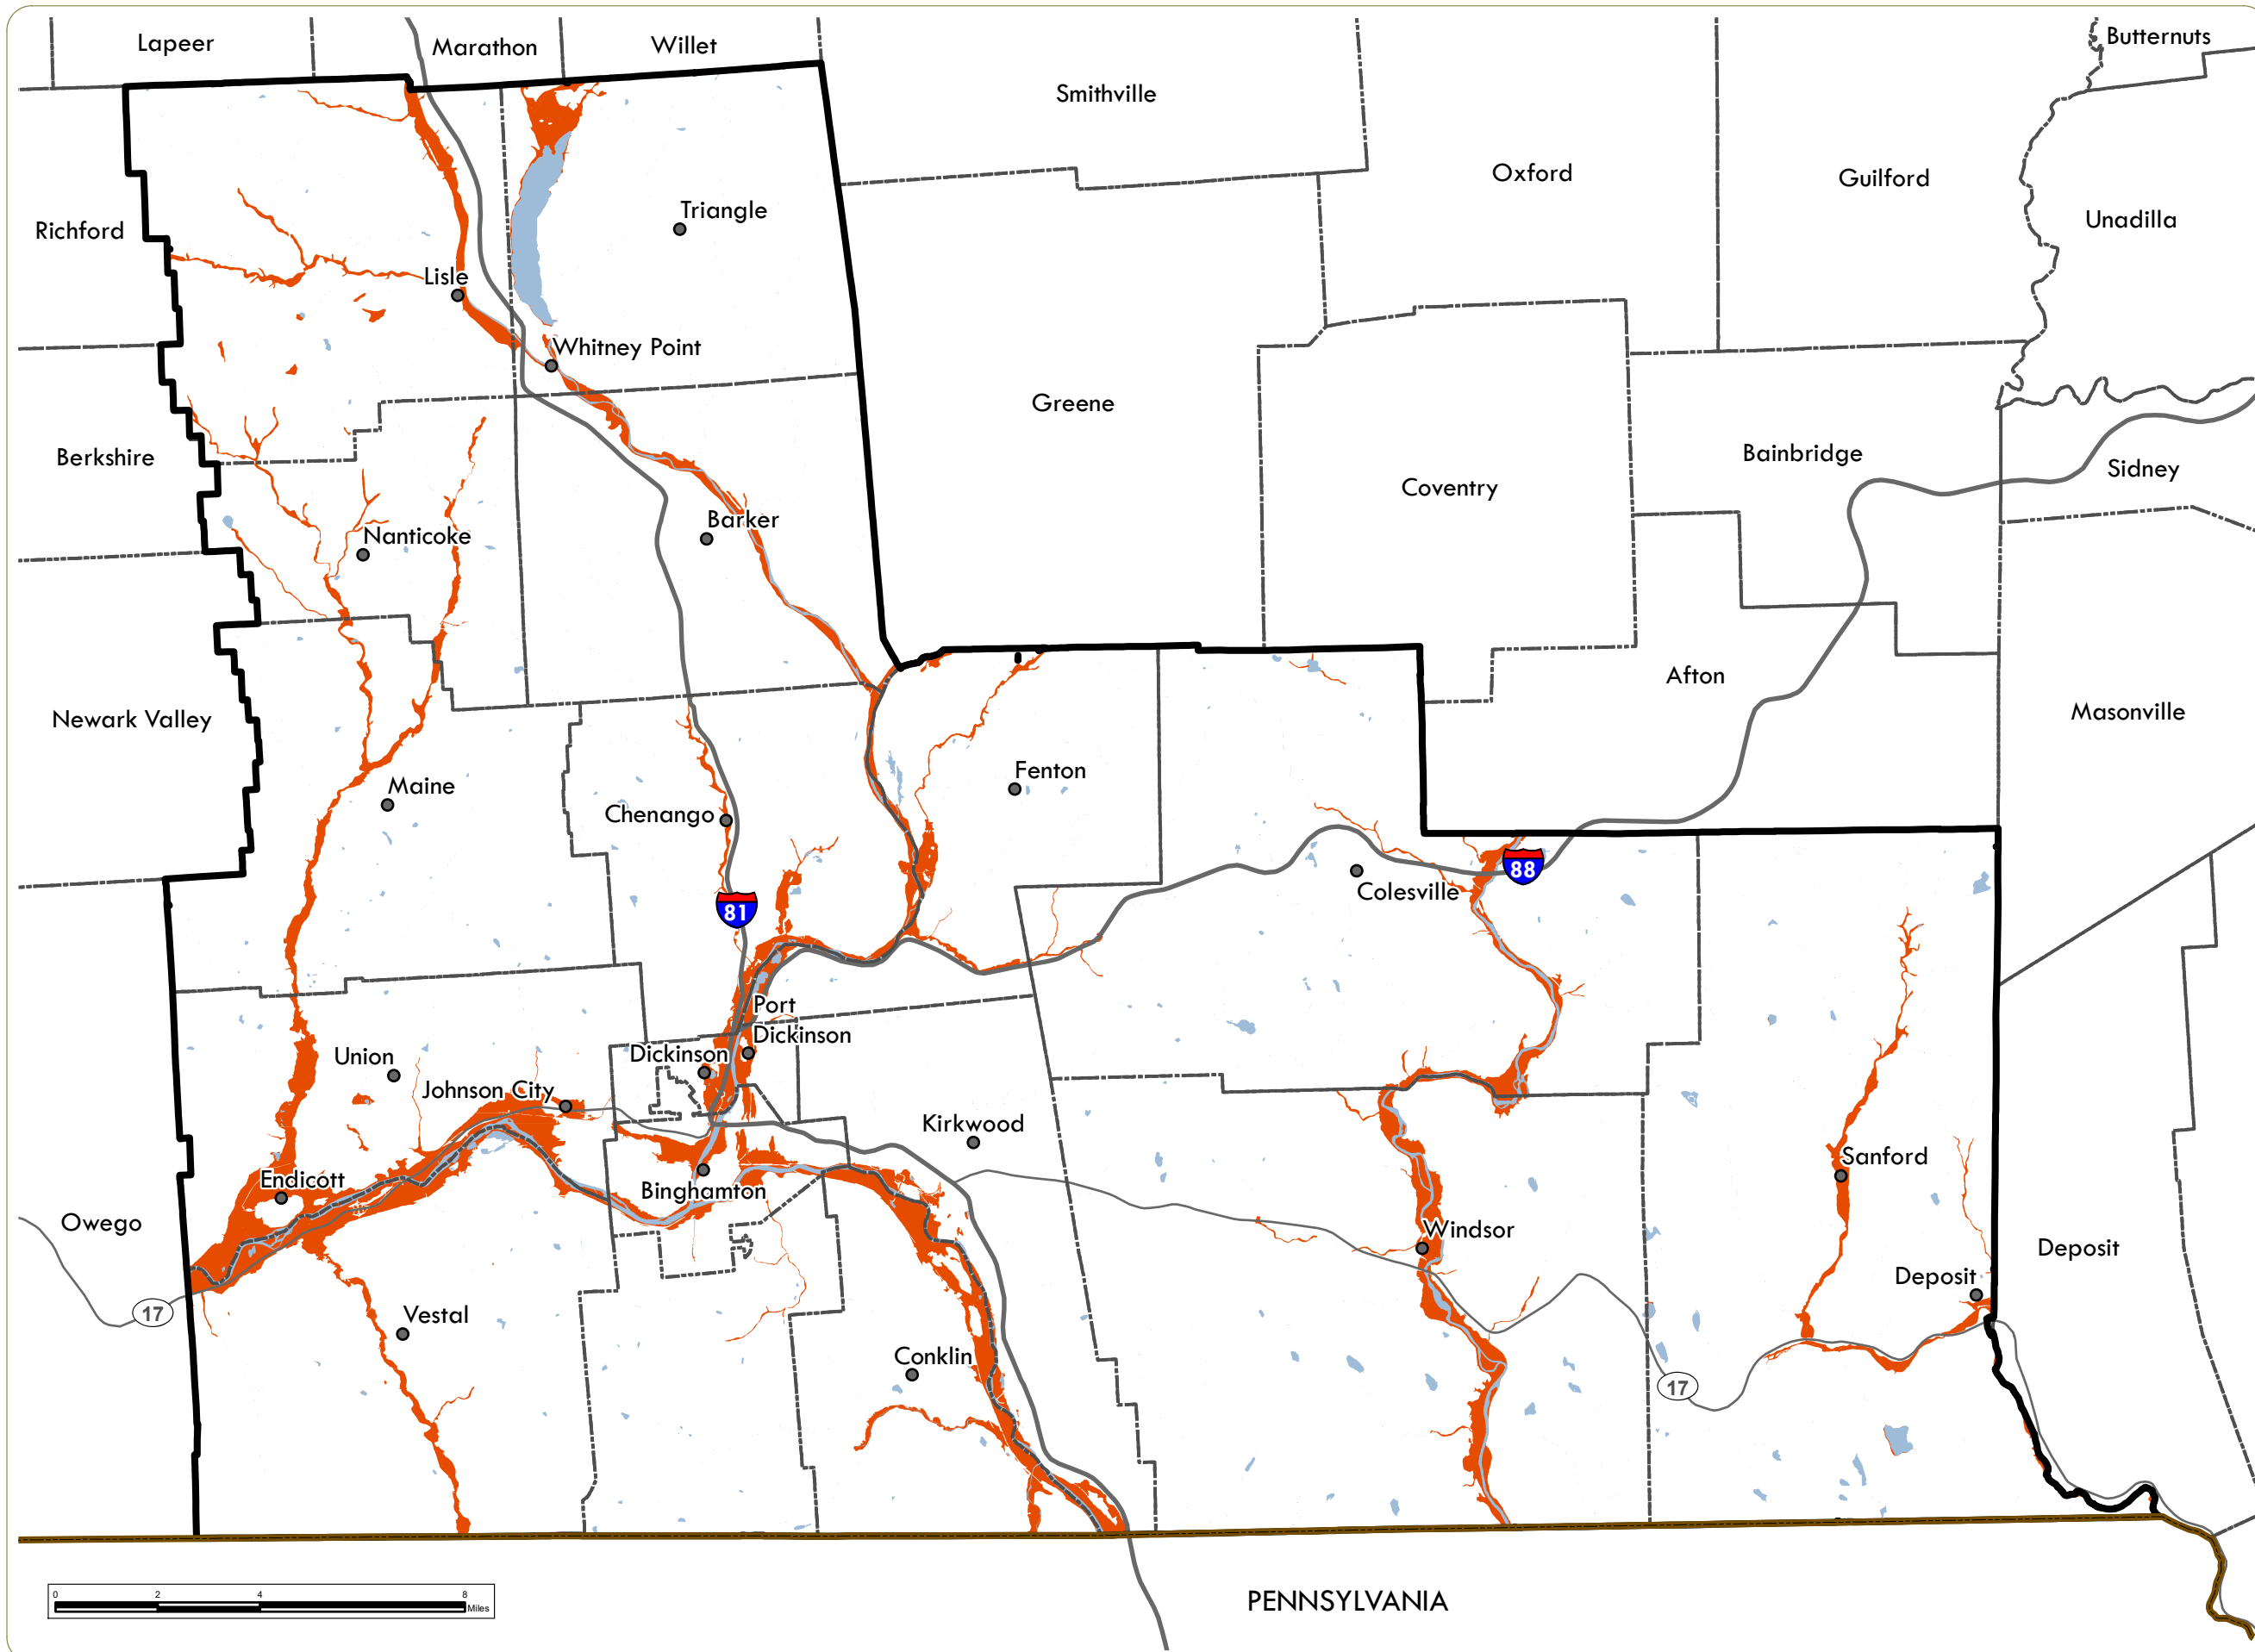 Lapeer
Marathon
Willet
Butternuts
Smithville
Oxford
Guilford
Unadilla
Richford
Triangle
Lisle
Whitney Point
Greene
Berkshire
Coventry
Bainbridge
Sidney
Nanticoke
Barker
Newark Valley
Afton
Masonville
Maine
Chenango
Fenton
Colesville
88
81
Port
Dickinson
Dickinson
Union
Johnson City
Kirkwood
Sanford
Endicott
Binghamton
Owego
Windsor
Deposit
Deposit
17
Vestal
Conklin
17
0 2 4 8
Miles
PENNSYLVANIA